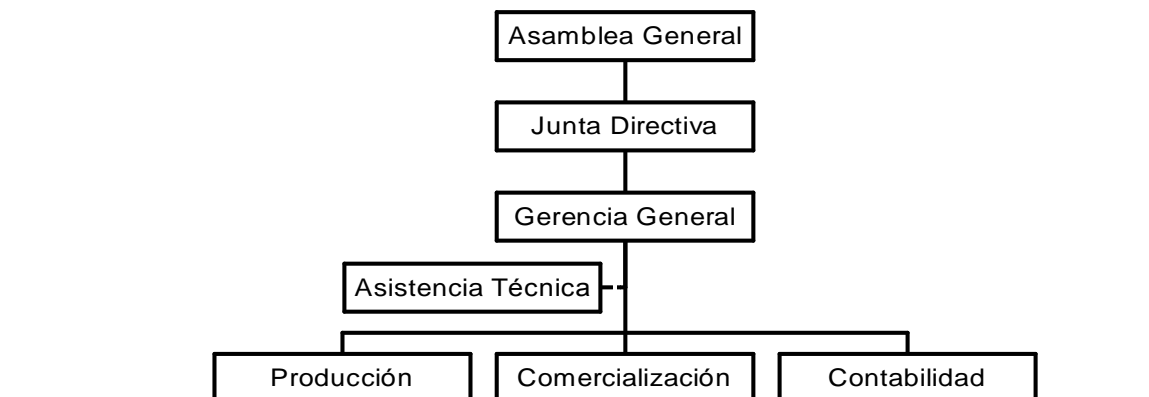 Asamblea General
Junta Directiva
Gerencia General
Asistencia Técnica
Producción
Comercialización
Contabilidad